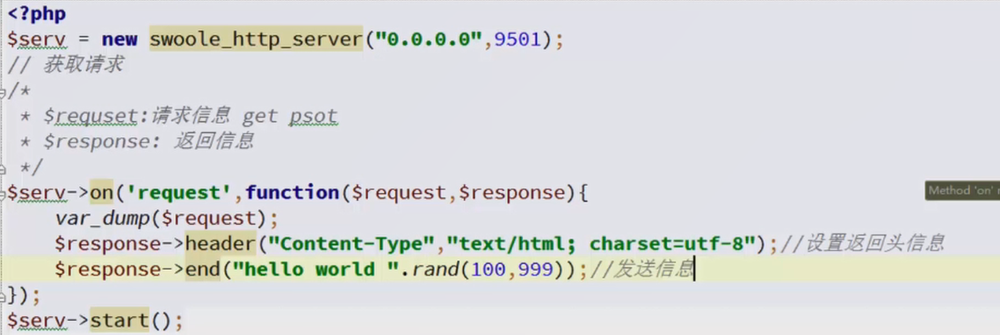 <?php
$serv = new swoole_http_server("0.0.0.0",9501);
// 获取请求
/*
* $requset:请求信息 get psot
* $response: 返回信息
*/
$serv->on('request',function($request,$response){
Method 'on'
var_dump($request);
$response->header("Content-Type","text/html; charset=utf-8");//设置返回头信息
$response->end("hello world ".rand(100,999));//发送信息
});
$serv->start();